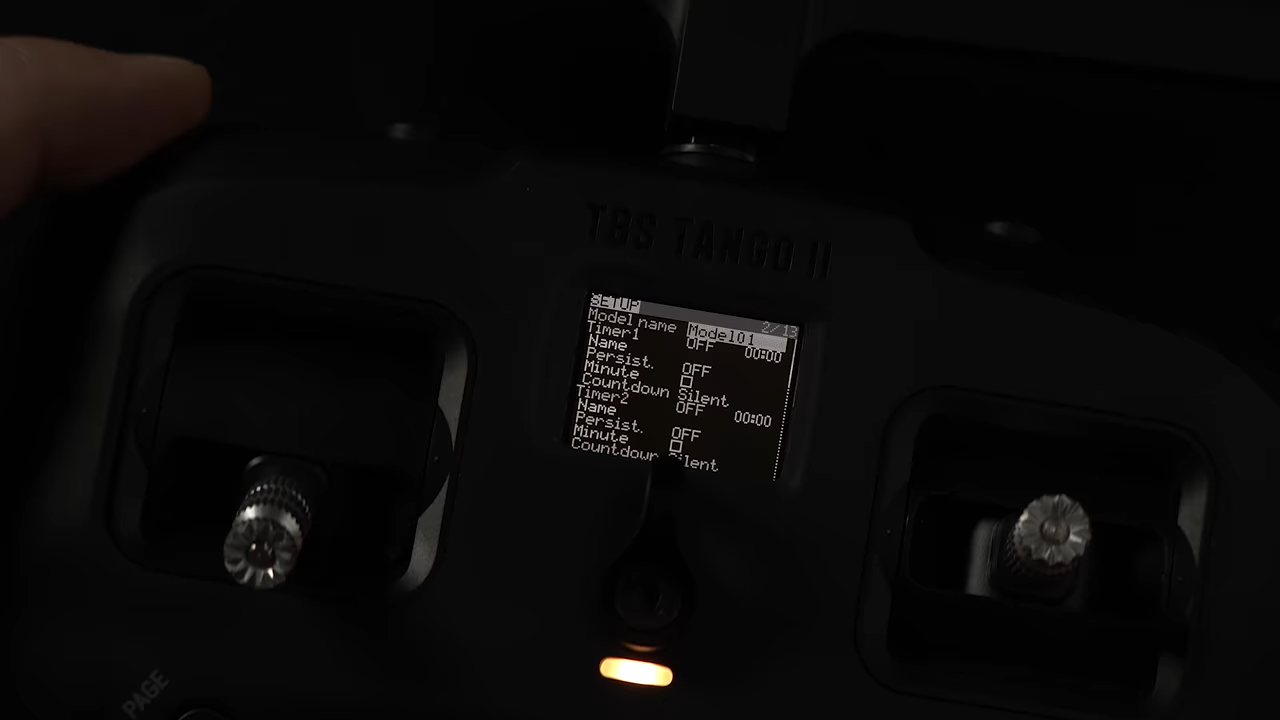 TBS TANGO II
SETUP 2/13
Model name Model01
Timer1 OFF 00:00
Name
Persist. OFF
Minute □
Countdown Silent
Timer2 OFF 00:00
Name
Persist. OFF
Minute □
Countdown Silent
PAGE